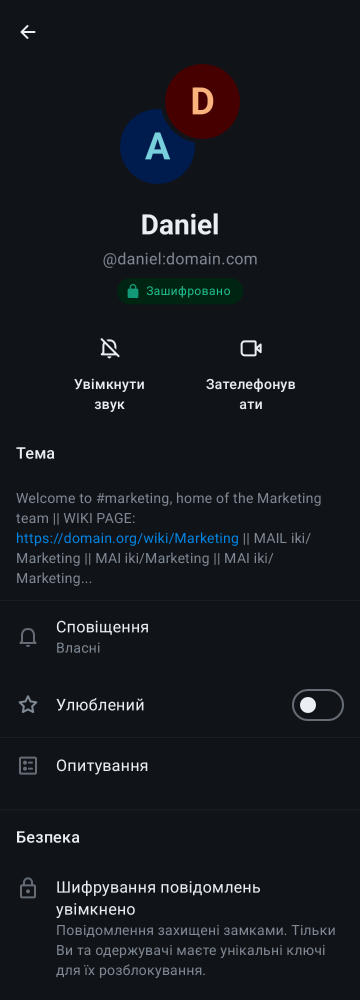 D
A
Daniel
@daniel:domain.com
Зашифровано
Увімкнути
звук
Зателефонув
ати
Тема
Welcome to #marketing, home of the Marketing
team || WIKI PAGE:
https://domain.org/wiki/Marketing || MAIL iki/
Marketing || MAI iki/Marketing || MAI iki/
Marketing...
Сповіщення
Власні
Улюблений
Опитування
Безпека
Шифрування повідомлень
увімкнено
Повідомлення захищені замками. Тільки
Ви та одержувачі маєте унікальні ключі
для їх розблокування.